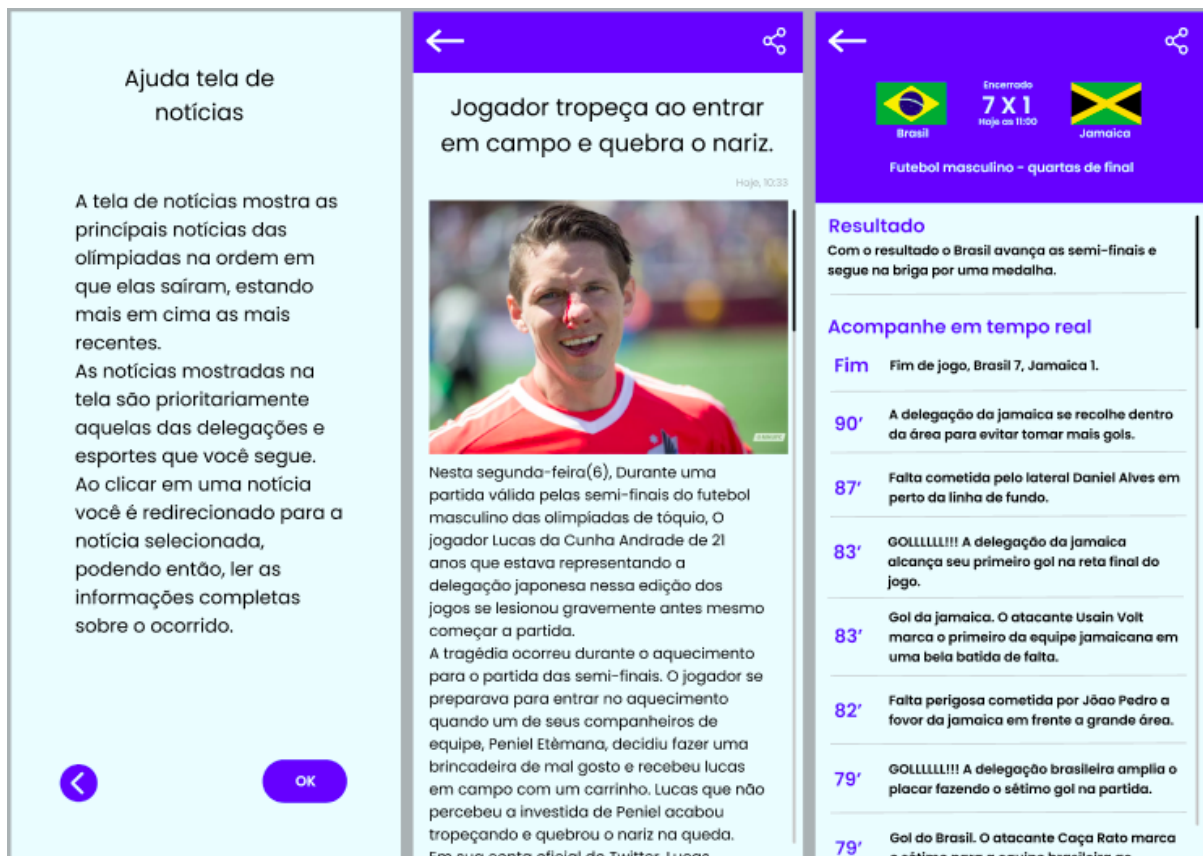 Ajuda tela de
notícias
A tela de notícias mostra as
princípais notícias das
olímpiadas na ordem em
que elas saíram, estando
mais em cima as mais
recentes.
As notícias mostradas na
tela são prioritariamente
aquelas das delegações e
esportes que você segue.
Ao clicar em uma notícia
você é redirecionado para a
notícia selecionada,
podendo então, ler as
informações completas
sobre o ocorrido.
OK
Jogador tropeça ao entrar
em campo e quebra o nariz.
Hoje, 10:33
Nesta segunda-feira(6), Durante uma
partida válida pelas semi-finais do futebol
masculino das olimpíadas de tóquio, O
jogador Lucas da Cunha Andrade de 21
anos que estava representando a
delegação japonesa nessa edição dos
jogos se lesionou gravemente antes mesmo
começar a partida.
A tragédia ocorreu durante o aquecimento
para o partida das semi-finais. O jogador se
preparava para entrar no aquecimento
quando um de seus companheiros de
equipe, Peniel Etèmana, decidiu fazer uma
brincadeira de mal gosto e recebeu lucas
em campo com um carrinho. Lucas que não
percebeu a investida de Peniel acabou
tropeçando e quebrou o nariz na queda.
Em sua conta oficial do Twitter, Lucas
Encerrado
7 X 1
Hoje as 11:00
Brasil
Jamaica
Futebol masculino - quartas de final
Resultado
Com o resultado o Brasil avança as semi-finais e
segue na briga por uma medalha.
Acompanhe em tempo real
Fim Fim de jogo, Brasil 7, Jamaica 1.
90’ A delegação da jamaica se recolhe dentro
da área para evitar tomar mais gols.
87’ Falta cometida pelo lateral Daniel Alves em
perto da linha de fundo.
83’ GOLLLLLL!!! A delegação da jamaica
alcança seu primeiro gol na reta final do
jogo.
83’ Gol da jamaica. O atacante Usain Volt
marca o primeiro da equipe jamaicana em
uma bela batida de falta.
82’ Falta perigosa cometida por Jõao Pedro a
fovor da jamaica em frente a grande área.
79’ GOLLLLLL!!! A delegação brasileira amplia o
placar fazendo o sétimo gol na partida.
79’ Gol do Brasil. O atacante Caça Rato marca